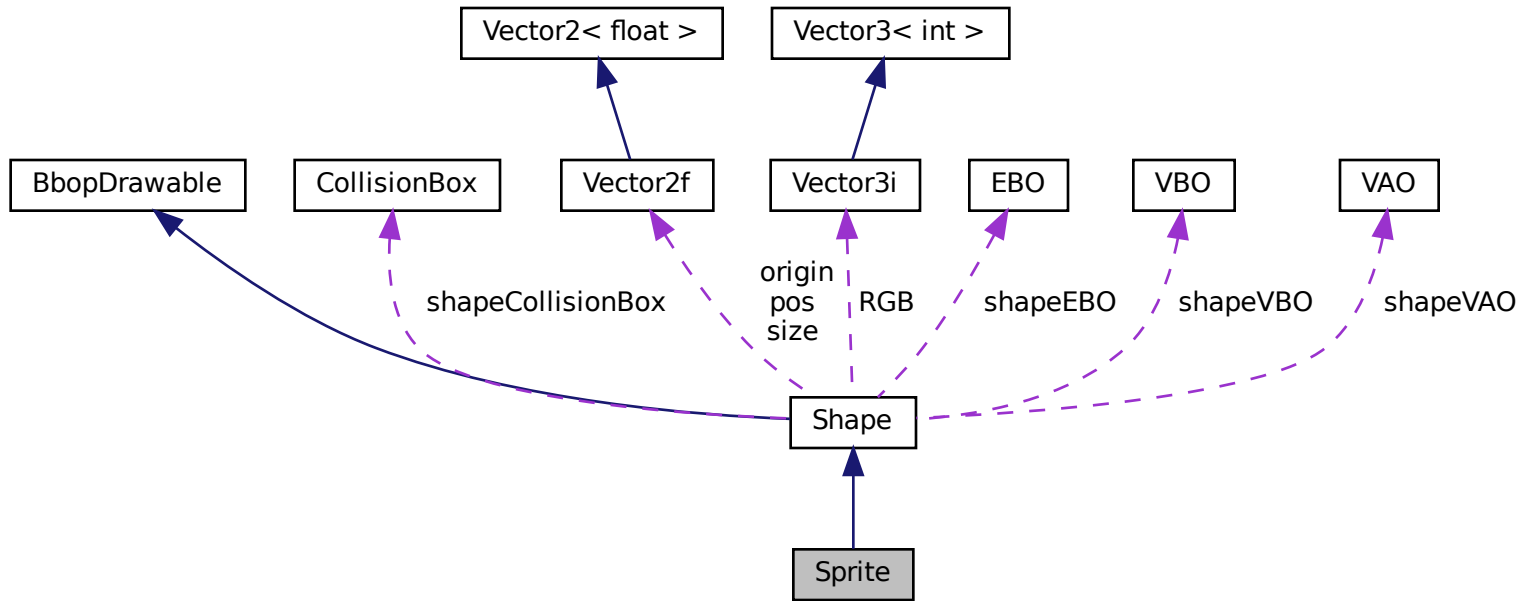 Vector2< float >
Vector3< int >
BbopDrawable
CollisionBox
Vector2f
Vector3i
EBO
VBO
VAO
shapeCollisionBox
origin
pos
size
RGB
shapeEBO
shapeVBO
shapeVAO
Shape
Sprite